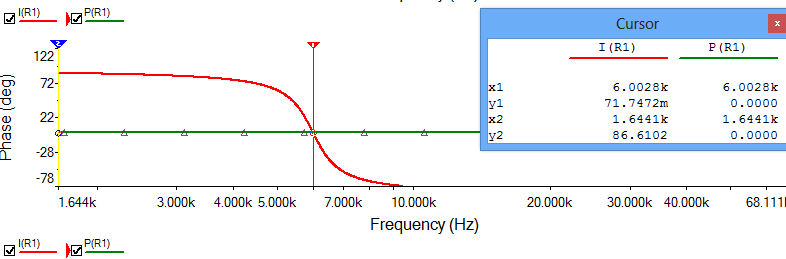 I(R1) P(R1)
Cursor x
I(R1) P(R1)
x1 6.0028k 6.0028k
y1 71.7472m 0.0000
x2 1.6441k 1.6441k
y2 86.6102 0.0000
Phase (deg)
122
72
22
-28
-78
1.644k 3.000k 4.000k 5.000k 7.000k 10.000k 20.000k 30.000k 40.000k 68.111k
Frequency (Hz)
I(R1) P(R1)